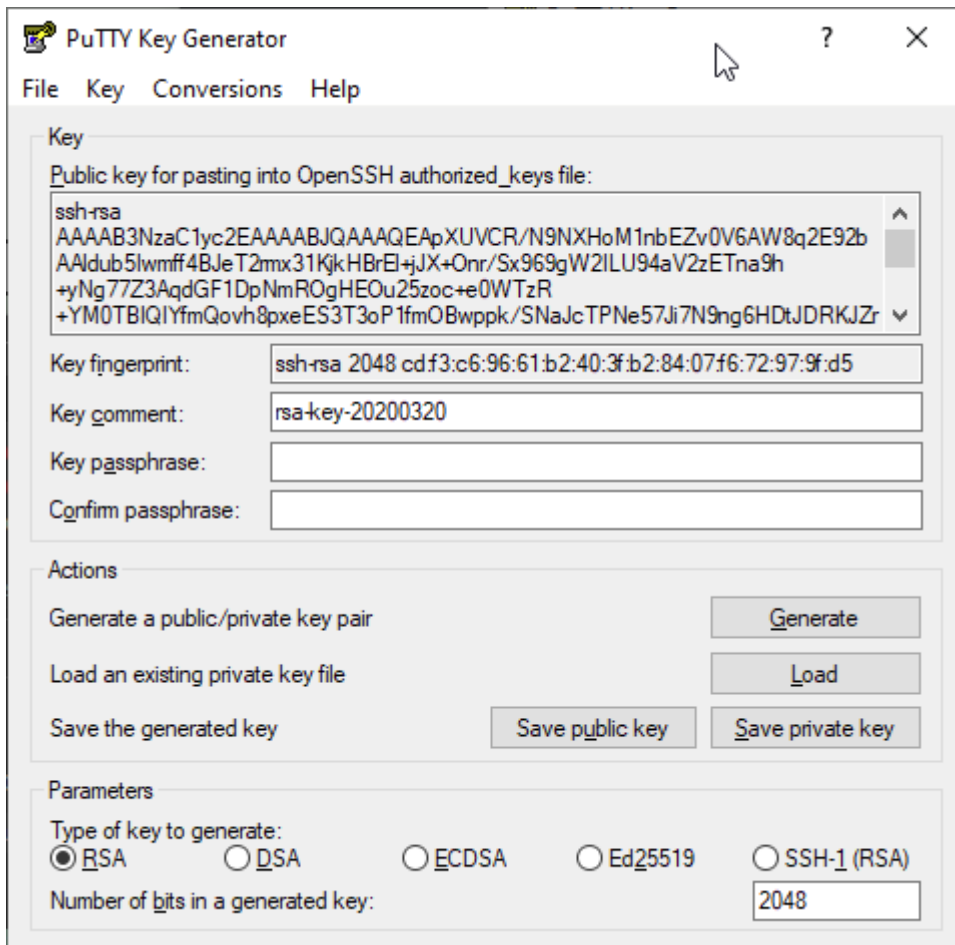 PuTTY Key Generator
? ×
File Key Conversions Help
Key
Public key for pasting into OpenSSH authorized_keys file:
ssh-rsa
AAAAB3NzaC1yc2EAAAABJQAAAQEApXUVCR/N9NXHoM1nbEZv0V6AW8q2E92b
AAldub5lwmff4BJeT2rmx31KjkHBrEl+jJX+Onr/Sx969gW2ILU94aV2zETna9h
+yNg77Z3AqdGF1DpNmROgHEOu25zoc+e0WTzR
+YM0TBlQIYfmQovh8pxeES3T3oP1fmOBwppk/SNaJcTPNe57Ji7N9ng6HDtJDRKJZr
Key fingerprint: ssh-rsa 2048 cd:f3:c6:96:61:b2:40:3f:b2:84:07:f6:72:97:9f:d5
Key comment: rsa-key-20200320
Key passphrase:
Confirm passphrase:
Actions
Generate a public/private key pair Generate
Load an existing private key file Load
Save the generated key Save public key Save private key
Parameters
Type of key to generate:
RSA DSA ECDSA Ed25519 SSH-1 (RSA)
Number of bits in a generated key: 2048